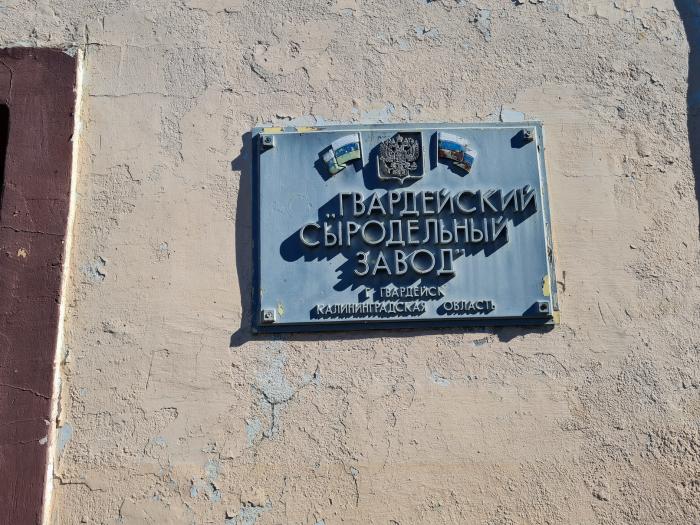 „ГВАРДЕЙСКИЙ
СЫРОДЕЛЬНЫЙ
ЗАВОД"
Г. ГВАРДЕЙСК
КАЛИНИНГРАДСКАЯ ОБЛАСТЬ